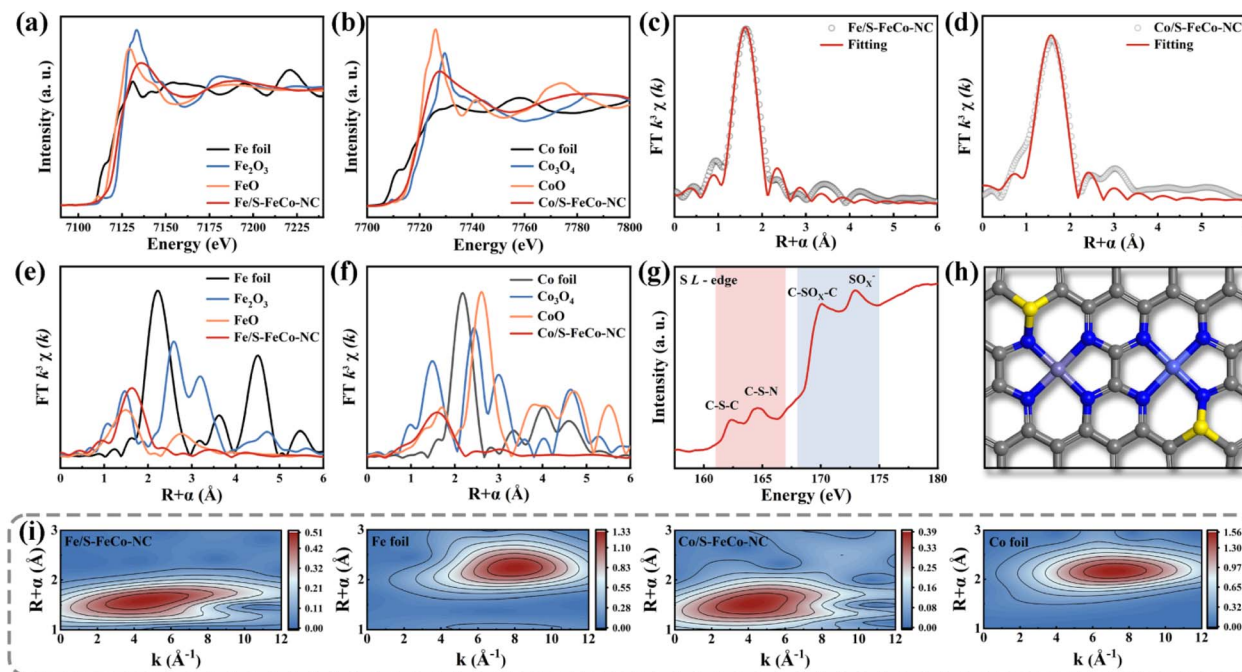 (a)
Intensity (a. u.)
Fe foil
Fe₂O₃
FeO
Fe/S-FeCo-NC
7100 7125 7150 7175 7200 7225
Energy (eV)
(b)
Intensity (a. u.)
Co foil
Co₃O₄
CoO
Co/S-FeCo-NC
7700 7720 7740 7760 7780 7800
Energy (eV)
(c)
FT k³ χ (k)
Fe/S-FeCo-NC
Fitting
0 1 2 3 4 5 6
R+α (Å)
(d)
FT k³ χ (k)
Co/S-FeCo-NC
Fitting
0 1 2 3 4 5 6
R+α (Å)
(e)
FT k³ χ (k)
Fe foil
Fe₂O₃
FeO
Fe/S-FeCo-NC
0 1 2 3 4 5 6
R+α (Å)
(f)
FT k³ χ (k)
Co foil
Co₃O₄
CoO
Co/S-FeCo-NC
0 1 2 3 4 5 6
R+α (Å)
(g)
Intensity (a. u.)
S L - edge
C-SOₓ-C
SOₓ⁻
C-S-C
C-S-N
160 165 170 175 180
Energy (eV)
(h)
(i)
R+α (Å)
3
2
1
Fe/S-FeCo-NC
0.51
0.42
0.32
0.21
0.11
0.00
0 2 4 6 8 10 12
k (Å⁻¹)
R+α (Å)
3
2
1
Fe foil
1.33
1.10
0.83
0.55
0.28
0.00
0 2 4 6 8 10 12
k (Å⁻¹)
R+α (Å)
3
2
1
Co/S-FeCo-NC
0.39
0.32
0.24
0.16
0.08
0.00
0 2 4 6 8 10 12
k (Å⁻¹)
R+α (Å)
3
2
1
Co foil
1.56
1.30
0.97
0.65
0.32
0.00
0 2 4 6 8 10 12
k (Å⁻¹)